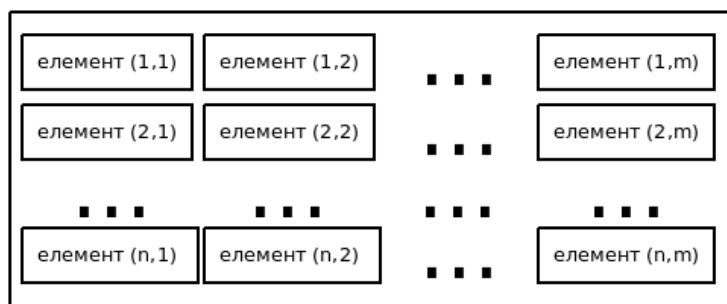 елемент (1,1) елемент (1,2) ... елемент (1,m)
елемент (2,1) елемент (2,2) ... елемент (2,m)
... ... ... ...
елемент (n,1) елемент (n,2) ... елемент (n,m)